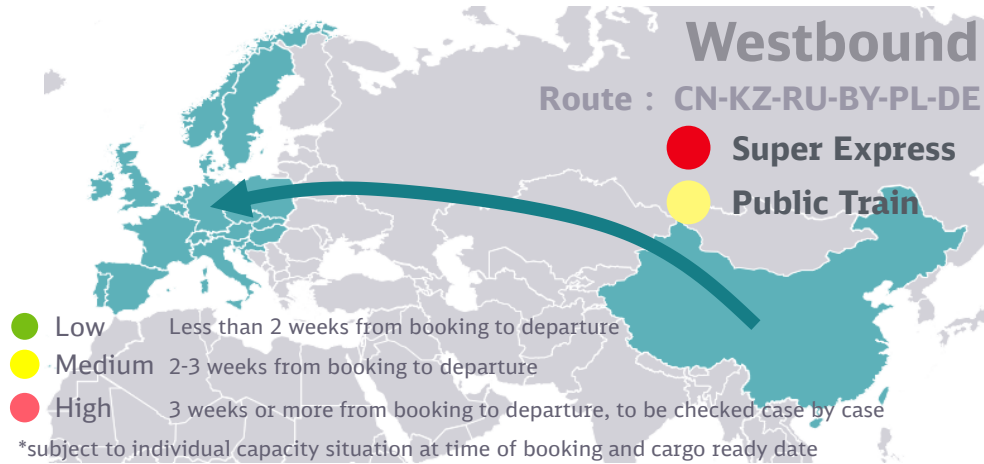 Westbound
Route : CN-KZ-RU-BY-PL-DE
Super Express
Public Train
Low Less than 2 weeks from booking to departure
Medium 2-3 weeks from booking to departure
High 3 weeks or more from booking to departure, to be checked case by case
*subject to individual capacity situation at time of booking and cargo ready date